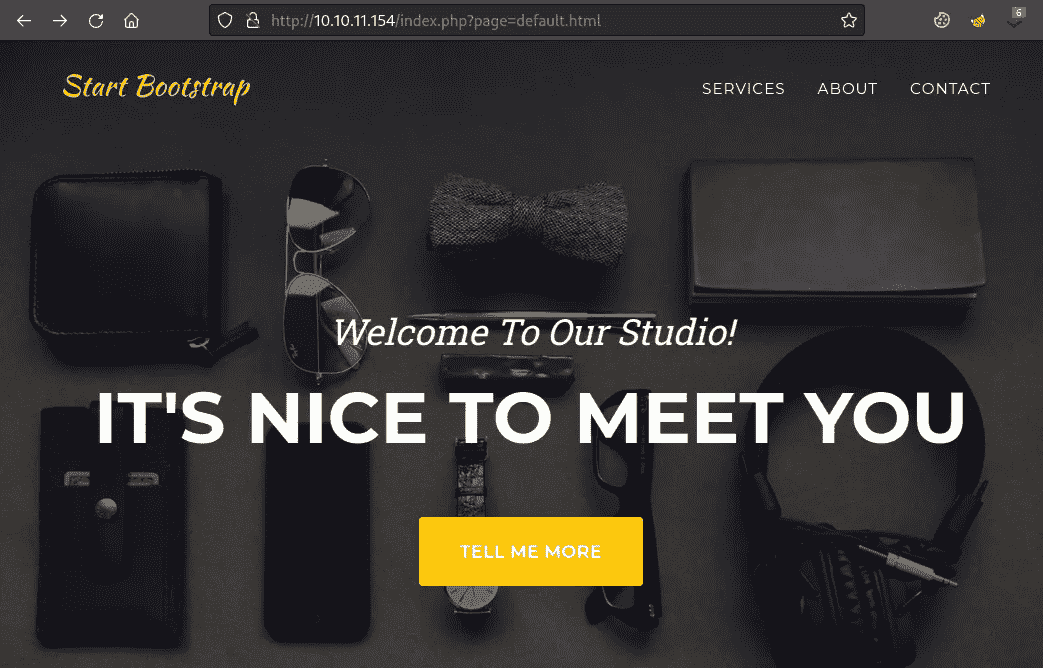 http://10.10.11.154/index.php?page=default.html
6
Start Bootstrap
SERVICES ABOUT CONTACT
Welcome To Our Studio!
IT'S NICE TO MEET YOU
TELL ME MORE